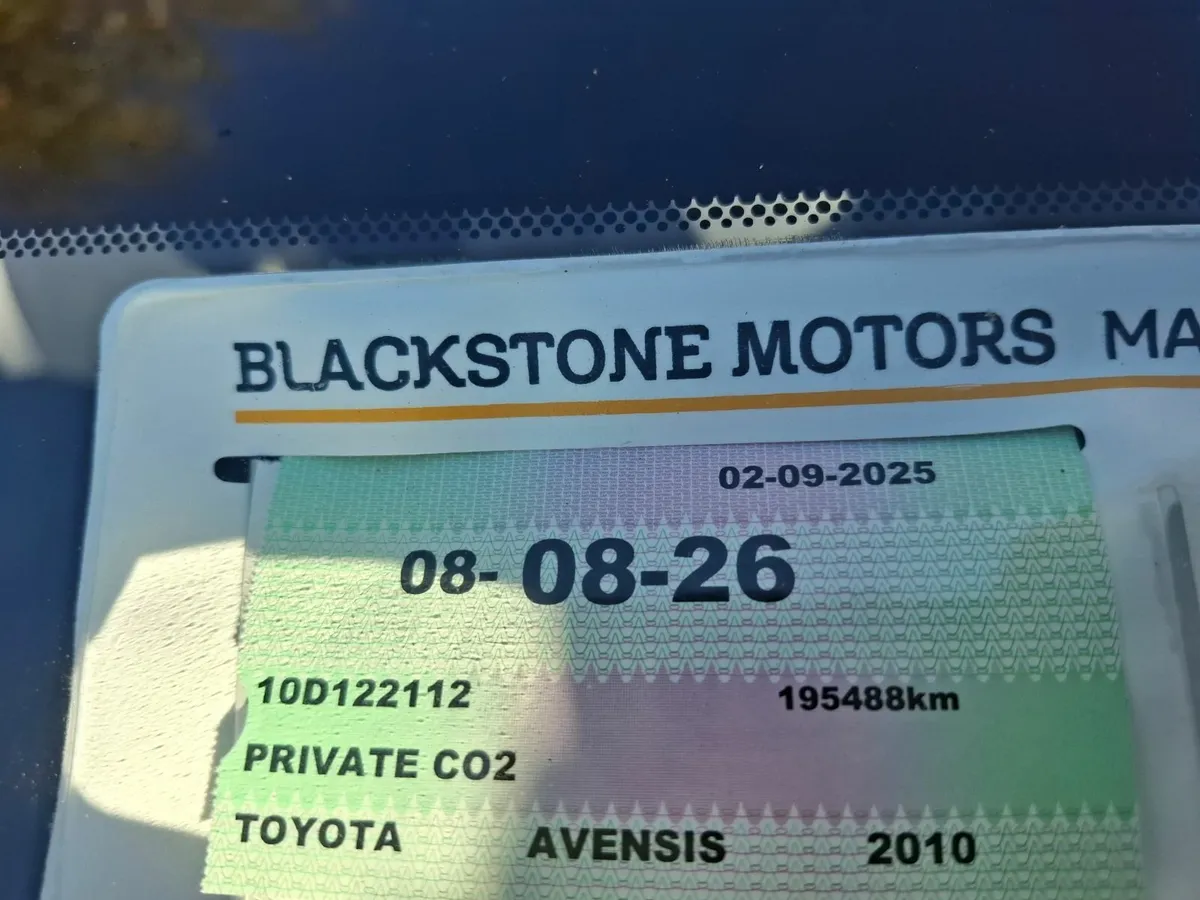 BLACKSTONE MOTORS MA
02-09-2025
08-08-26
10D122112 195488km
PRIVATE CO2
TOYOTA AVENSIS 2010